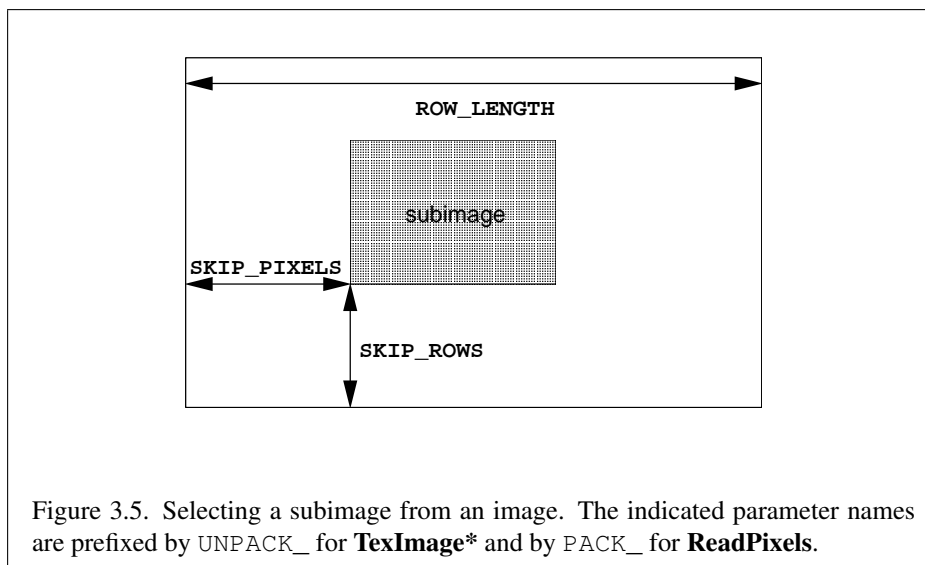 ROW_LENGTH
subimage
SKIP_PIXELS
SKIP_ROWS
Figure 3.5. Selecting a subimage from an image. The indicated parameter names
are prefixed by UNPACK_ for TexImage* and by PACK_ for ReadPixels.